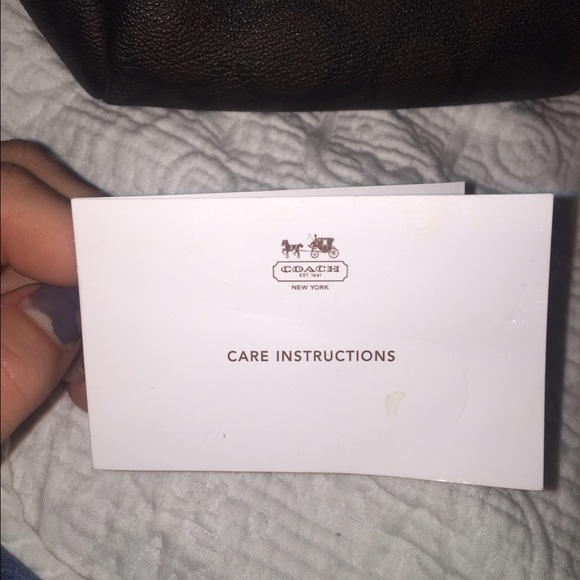 COACH
EST. 1941
NEW YORK
CARE INSTRUCTIONS